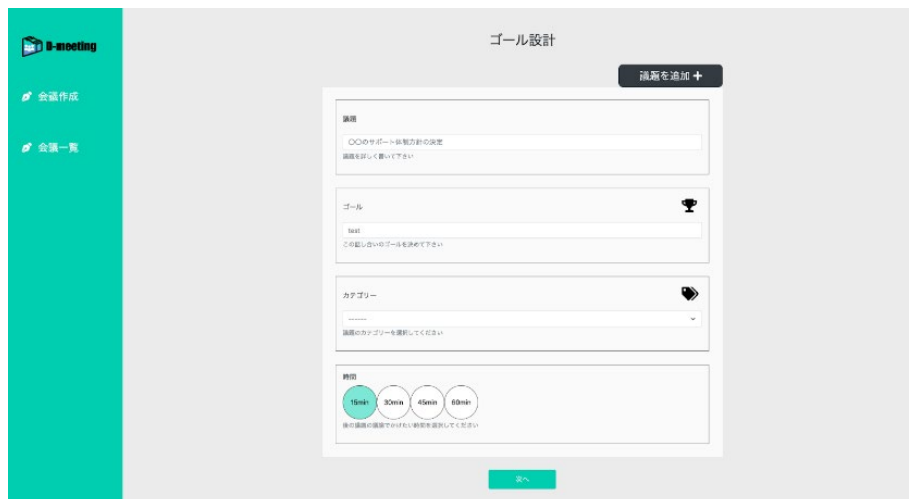 D-meeting
会議作成
会議一覧
ゴール設計
議題を追加 +
議題
〇〇のサポート体制方針の決定
議題を詳しく書いて下さい
ゴール
test
この話し合いのゴールを決めて下さい
カテゴリー
------
議題のカテゴリーを選択してください
時間
15min 30min 45min 60min
次へ